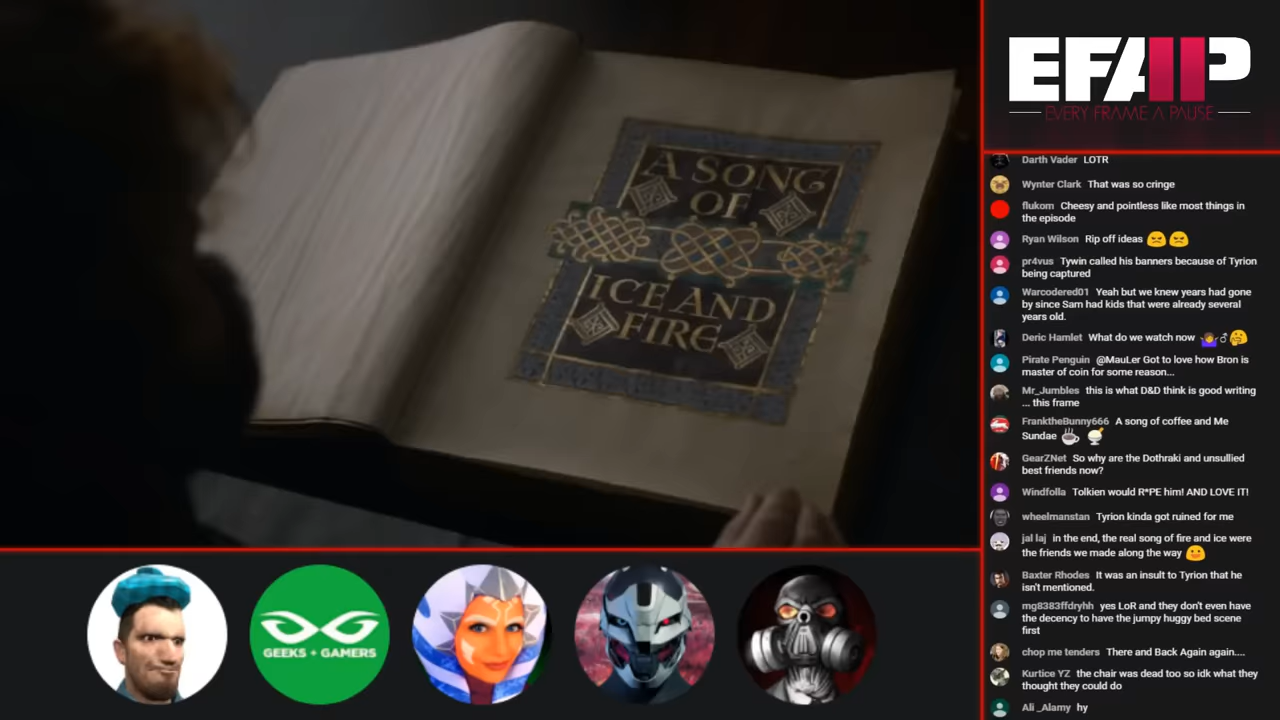 A SONG
OF
ICE AND
FIRE
EFAP
EVERY FRAME A PAUSE
Darth Vader LOTR
Wynter Clark That was so cringe
flukom Cheesy and pointless like most things in
the episode
Ryan Wilson Rip off ideas 😠 😠
pr4vus Tywin called his banners because of Tyrion
being captured
Warcodered01 Yeah but we knew years had gone
by since Sam had kids that were already several
years old.
Deric Hamlet What do we watch now 🤷‍♂ 🤔
Pirate Penguin @MauLer Got to love how Bron is
master of coin for some reason...
Mr_Jumbles this is what D&D think is good writing
... this frame
FranktheBunny666 A song of coffee and Me
Sundae ☕ 🍨
GearZNet So why are the Dothraki and unsullied
best friends now?
Windfolla Tolkien would R*PE him! AND LOVE IT!
wheelmanstan Tyrion kinda got ruined for me
jal laj in the end, the real song of fire and ice were
the friends we made along the way 😛
Baxter Rhodes It was an insult to Tyrion that he
isn't mentioned.
mg8383ffdryhh yes LoR and they don't even have
the decency to have the jumpy huggy bed scene
first
chop me tenders There and Back Again again....
Kurtice YZ the chair was dead too so idk what they
thought they could do
Ali _Alamy hy
GEEKS + GAMERS